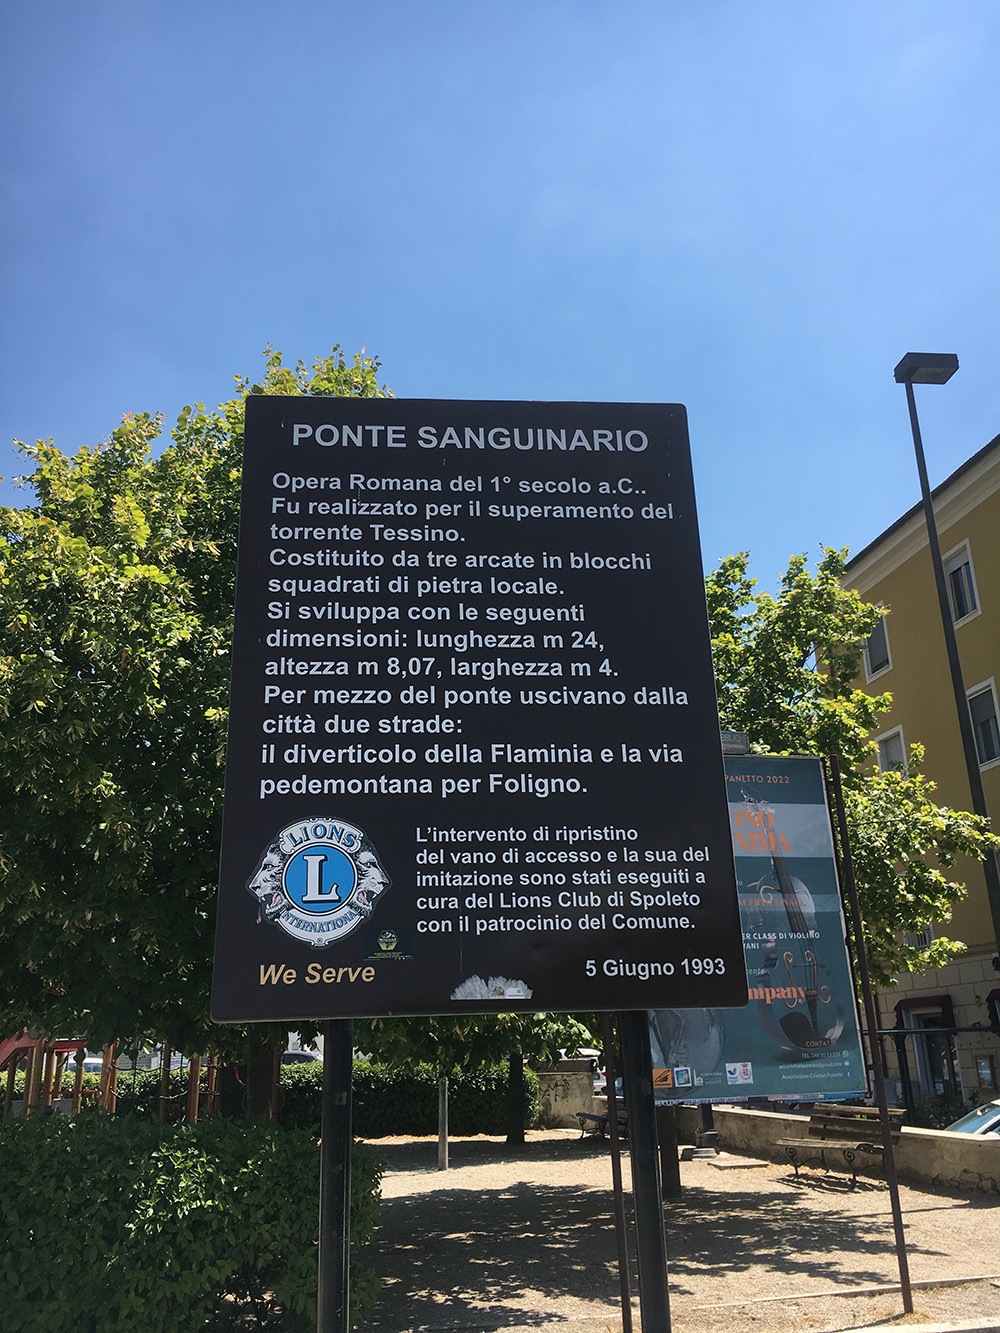 PONTE SANGUINARIO
Opera Romana del 1° secolo a.C..
Fu realizzato per il superamento del
torrente Tessino.
Costituito da tre arcate in blocchi
squadrati di pietra locale.
Si sviluppa con le seguenti
dimensioni: lunghezza m 24,
altezza m 8,07, larghezza m 4.
Per mezzo del ponte uscivano dalla
città due strade:
il diverticolo della Flaminia e la via
pedemontana per Foligno.
LIONS
L
INTERNATIONAL
We Serve
L'intervento di ripristino
del vano di accesso e la sua del
imitazione sono stati eseguiti a
cura del Lions Club di Spoleto
con il patrocinio del Comune.
5 Giugno 1993
PANETTO 2022
ER CLASS DI VIOLINO
VANI
mpany
CONTATTI
Associazione Cristian Panetto